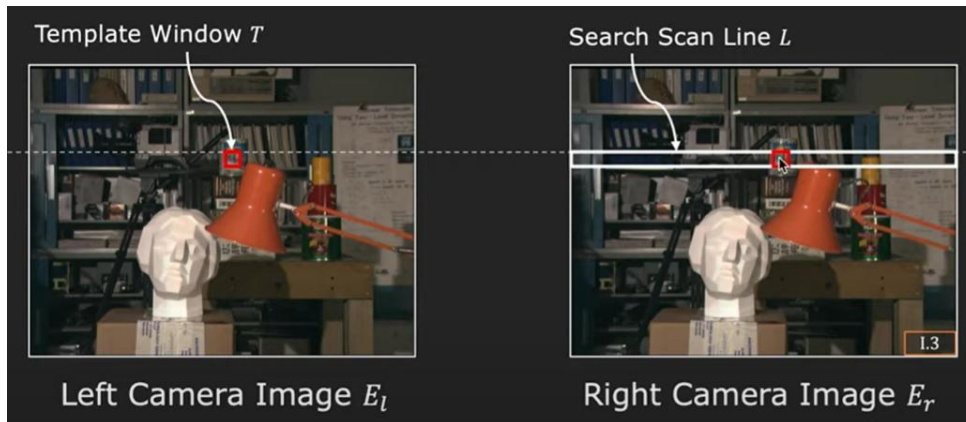 Template Window T
Search Scan Line L
I.3
Left Camera Image Eₗ
Right Camera Image Eᵣ